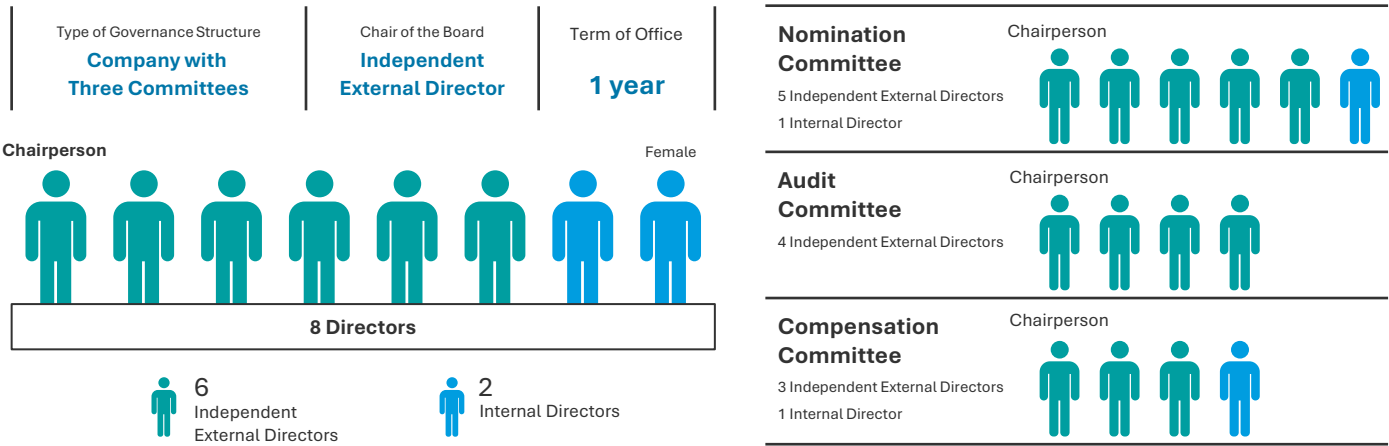 Type of Governance Structure
Company with
Three Committees
Chair of the Board
Independent
External Director
Term of Office
1 year
Chairperson
Female
8 Directors
6
Independent
External Directors
2
Internal Directors
Nomination
Committee
5 Independent External Directors
1 Internal Director
Chairperson
Audit
Committee
4 Independent External Directors
Chairperson
Compensation
Committee
3 Independent External Directors
1 Internal Director
Chairperson